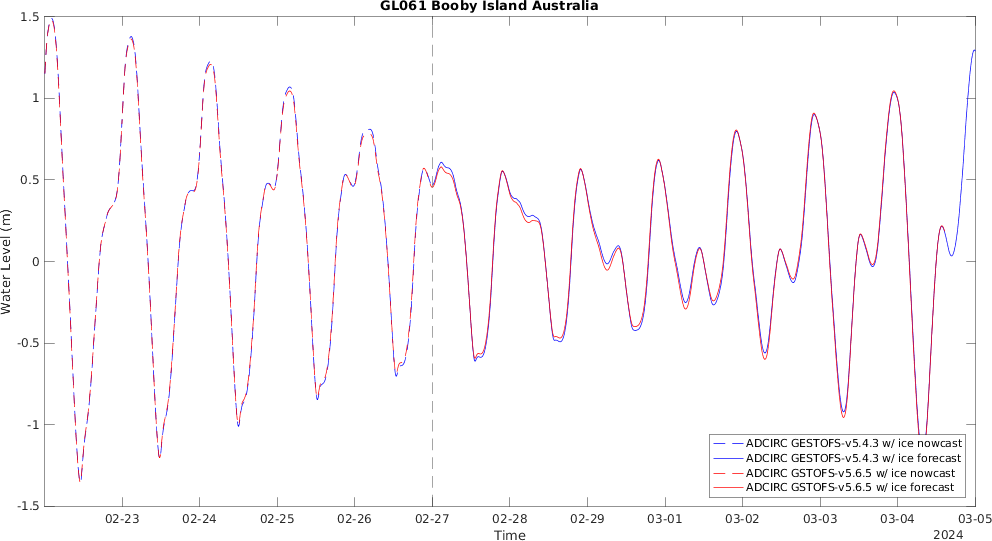 GL061 Booby Island Australia
1.5
1
0.5
0
-0.5
-1
-1.5
Water Level (m)
ADCIRC GESTOFS-v5.4.3 w/ ice nowcast
ADCIRC GESTOFS-v5.4.3 w/ ice forecast
ADCIRC GSTOFS-v5.6.5 w/ ice nowcast
ADCIRC GSTOFS-v5.6.5 w/ ice forecast
02-23 02-24 02-25 02-26 02-27 02-28 02-29 03-01 03-02 03-03 03-04 03-05
Time
2024